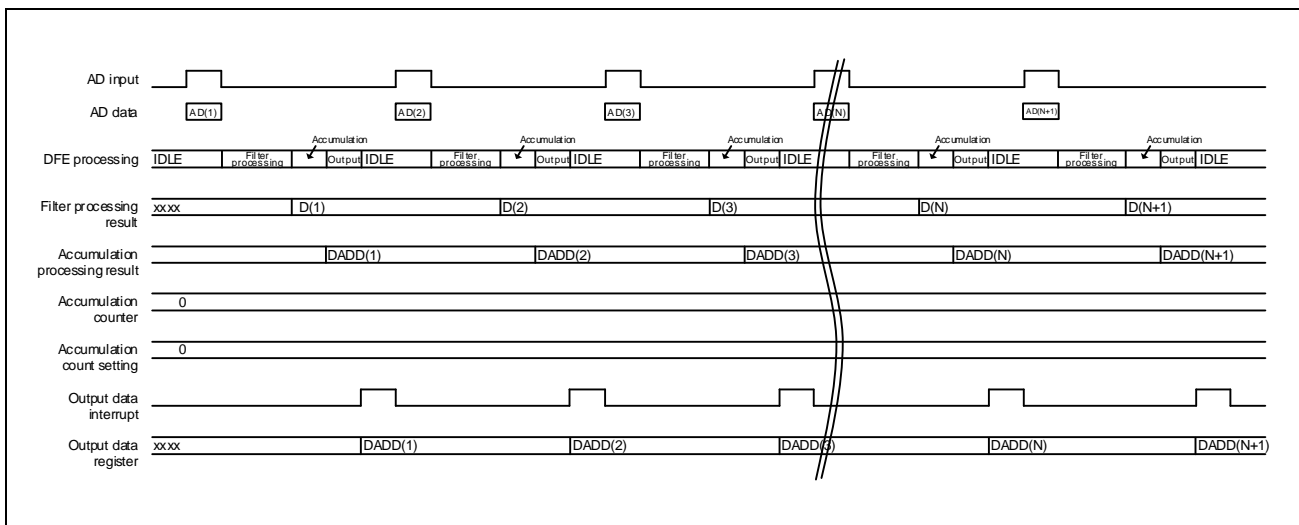 AD input
AD data
AD(1) AD(2) AD(3) AD(N) AD(N+1)
Accumulation Accumulation Accumulation Accumulation Accumulation
DFE processing
IDLE Filter processing Output IDLE Filter processing Output IDLE Filter processing Output IDLE Filter processing Output IDLE Filter processing Output IDLE
Filter processing
result
xxxx D(1) D(2) D(3) D(N) D(N+1)
Accumulation
processing result
DADD(1) DADD(2) DADD(3) DADD(N) DADD(N+1)
Accumulation
counter
0
Accumulation
count setting
0
Output data
interrupt
Output data
register
xxxx DADD(1) DADD(2) DADD(3) DADD(N) DADD(N+1)